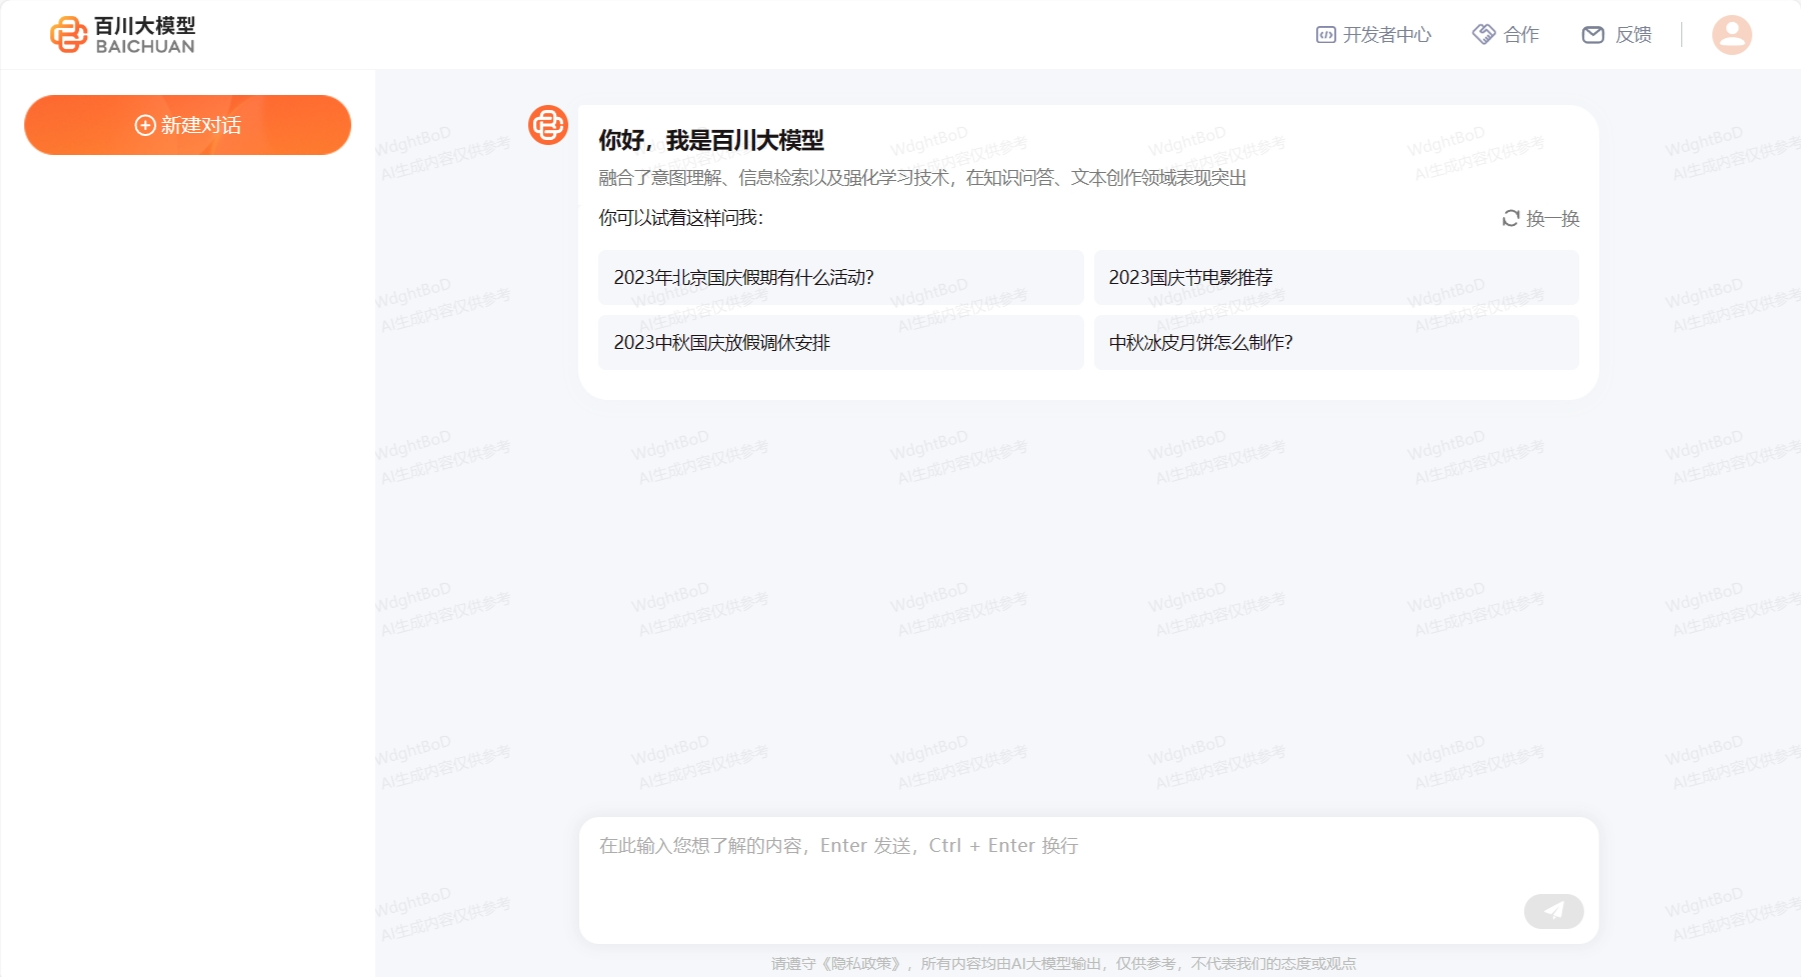 百川大模型
BAICHUAN
开发者中心
合作
反馈
新建对话
你好，我是百川大模型
融合了意图理解、信息检索以及强化学习技术，在知识问答、文本创作领域表现突出
你可以试着这样问我：
换一换
2023年北京国庆假期有什么活动？
2023国庆节电影推荐
2023中秋国庆放假调休安排
中秋冰皮月饼怎么制作？
WdghtBoD
AI生成内容仅供参考
在此输入您想了解的内容，Enter 发送，Ctrl + Enter 换行
请遵守《隐私政策》，所有内容均由AI大模型输出，仅供参考，不代表我们的态度或观点